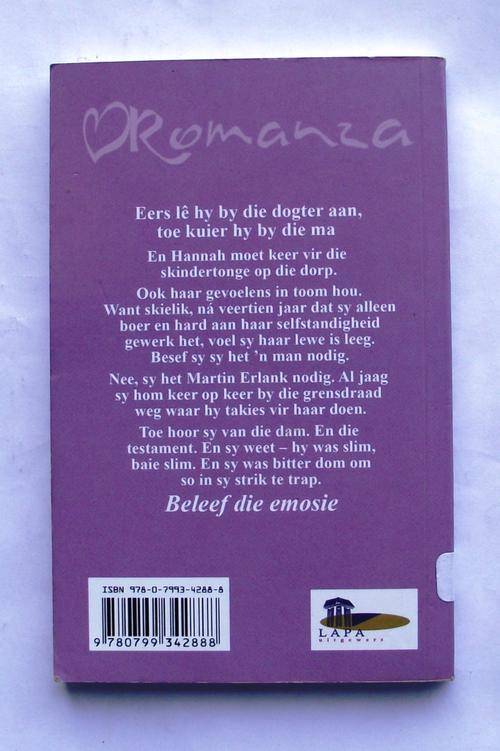 Romanza
Eers lê hy by die dogter aan,
toe kuier hy by die ma
En Hannah moet keer vir die
skindertonge op die dorp.
Ook haar gevoelens in toom hou.
Want skielik, ná veertien jaar dat sy alleen
boer en hard aan haar selfstandigheid
gewerk het, voel sy haar lewe is leeg.
Besef sy sy het 'n man nodig.
Nee, sy het Martin Erlank nodig. Al jaag
sy hom keer op keer by die grensdraad
weg waar hy takies vir haar doen.
Toe hoor sy van die dam. En die
testament. En sy weet – hy was slim,
baie slim. En sy was bitter dom om
so in sy strik te trap.
Beleef die emosie
ISBN 978-0-7993-4288-8
9 780799 342888
LAPA
uitgewers